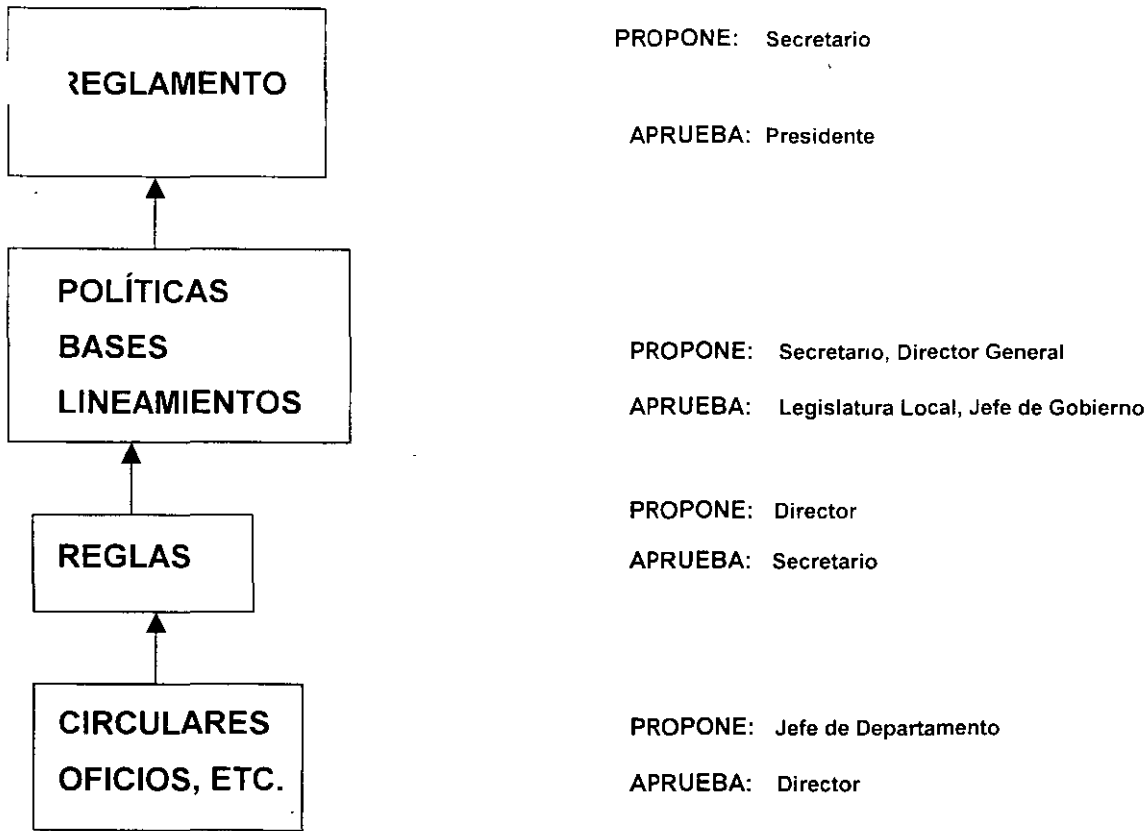 PROPONE: Secretario
REGLAMENTO
APRUEBA: Presidente
POLÍTICAS
BASES
LINEAMIENTOS
PROPONE: Secretario, Director General
APRUEBA: Legislatura Local, Jefe de Gobierno
REGLAS
PROPONE: Director
APRUEBA: Secretario
CIRCULARES
OFICIOS, ETC.
PROPONE: Jefe de Departamento
APRUEBA: Director